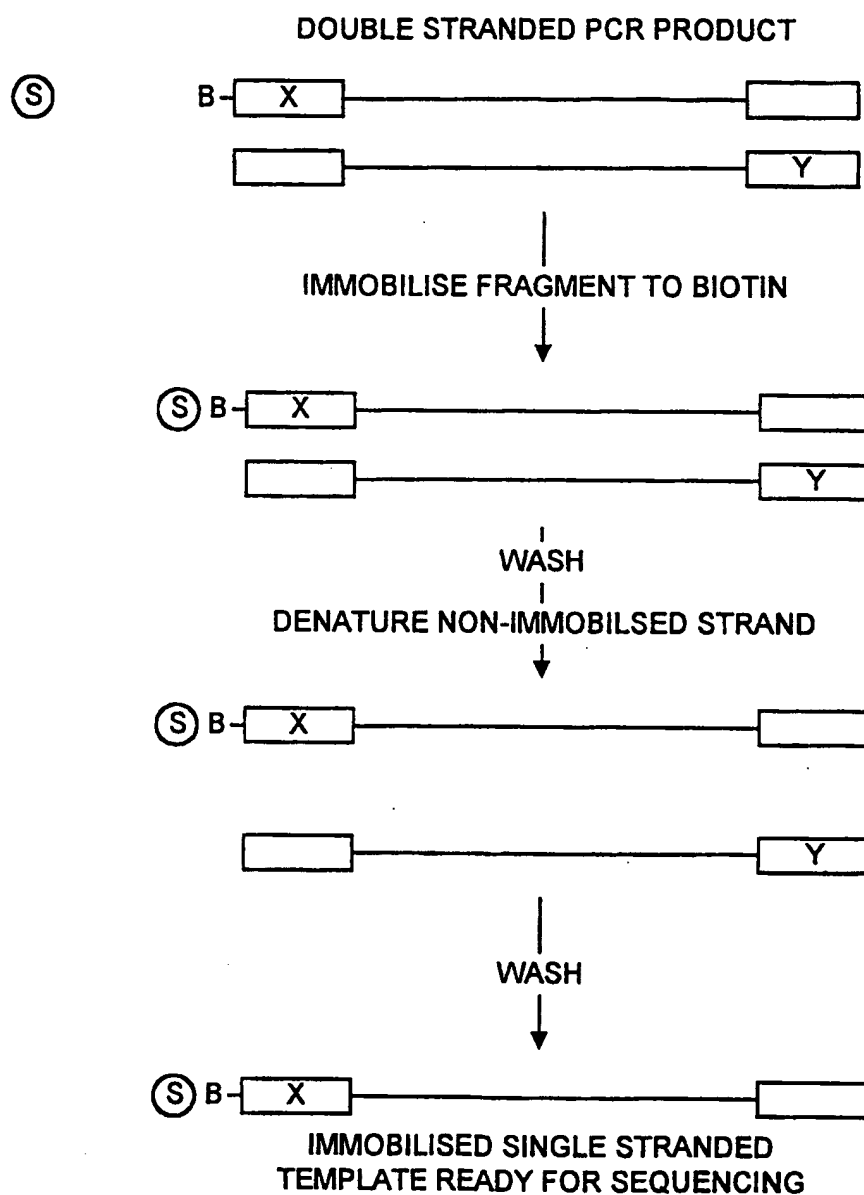 DOUBLE STRANDED PCR PRODUCT
S B X
Y
IMMOBILISE FRAGMENT TO BIOTIN
S B X
Y
WASH
DENATURE NON-IMMOBILSED STRAND
S B X
Y
WASH
S B X
IMMOBILISED SINGLE STRANDED
TEMPLATE READY FOR SEQUENCING